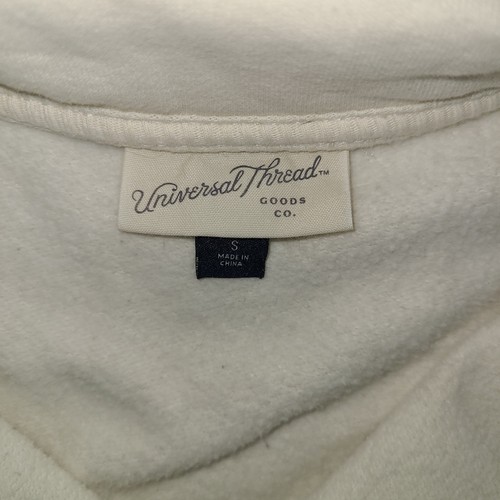 Universal Thread™
GOODS
CO.
S
MADE IN
CHINA